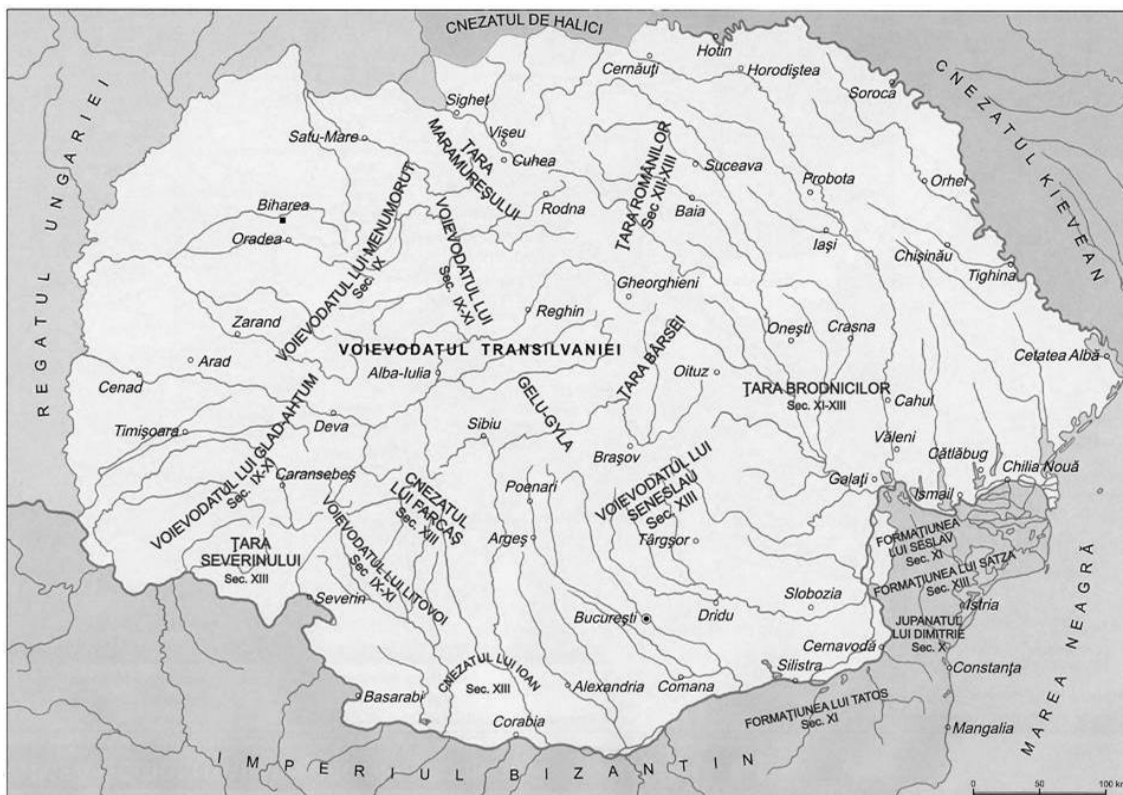 CNEZATUL DE HALICI
REGATUL UNGARIEI
CNEZATUL KIEVEAN
Hotin
Cernăuți
Horodiștea
Soroca
Sighet
Satu-Mare
Vișeu
Cuhea
ȚARA
MARAMUREȘULUI
Suceava
Probota
Orhei
ȚARA ROMÂNILOR
Sec XII-XIII
Biharea
Oradea
Rodna
Baia
Iași
Chișinău
Tighina
VOIEVODATUL LUI MENUMORUT
Sec. IX
VOIEVODATUL LUI
Sec. IX-XI
Gheorghieni
Zarand
Reghin
Onești
Crasna
Cetatea Albă
Arad
VOIEVODATUL TRANSILVANIEI
Alba-Iulia
Cenad
GELU-GYLA
ȚARA BÂRSEI
Oituz
ȚARA BRODNICILOR
Sec. XI-XIII
Cahul
Timișoara
Deva
Sibiu
Brașov
Văleni
Cătlăbug
VOIEVODATUL LUI GLAD-AHTUM
Sec. IX-XI
Caransebeș
Poenari
Galați
Ismail
Chilia Nouă
CNEZATUL
LUI FARCAȘ
Sec. XIII
VOIEVODATUL LUI
SENESLAU
Sec. XIII
ȚARA
SEVERINULUI
Sec. XIII
VOIEVODATUL LUI LITOVOI
Sec. IX-XI
Argeș
Târgșor
FORMAȚIUNEA
LUI SESLAV
Sec. XI
FORMAȚIUNEA LUI SATZA
Sec. XIII
Severin
București
Dridu
Slobozia
Istria
JUPANATUL
LUI DIMITRIE
Sec. X
Cernavodă
Silistra
Constanța
Basarabi
CNEZATUL LUI IOAN
Sec. XIII
Alexandria
Comana
Corabia
FORMAȚIUNEA LUI TATOS
Sec. XI
Mangalia
IMPERIUL BIZANTIN
MAREA NEAGRĂ
0 50 100 km